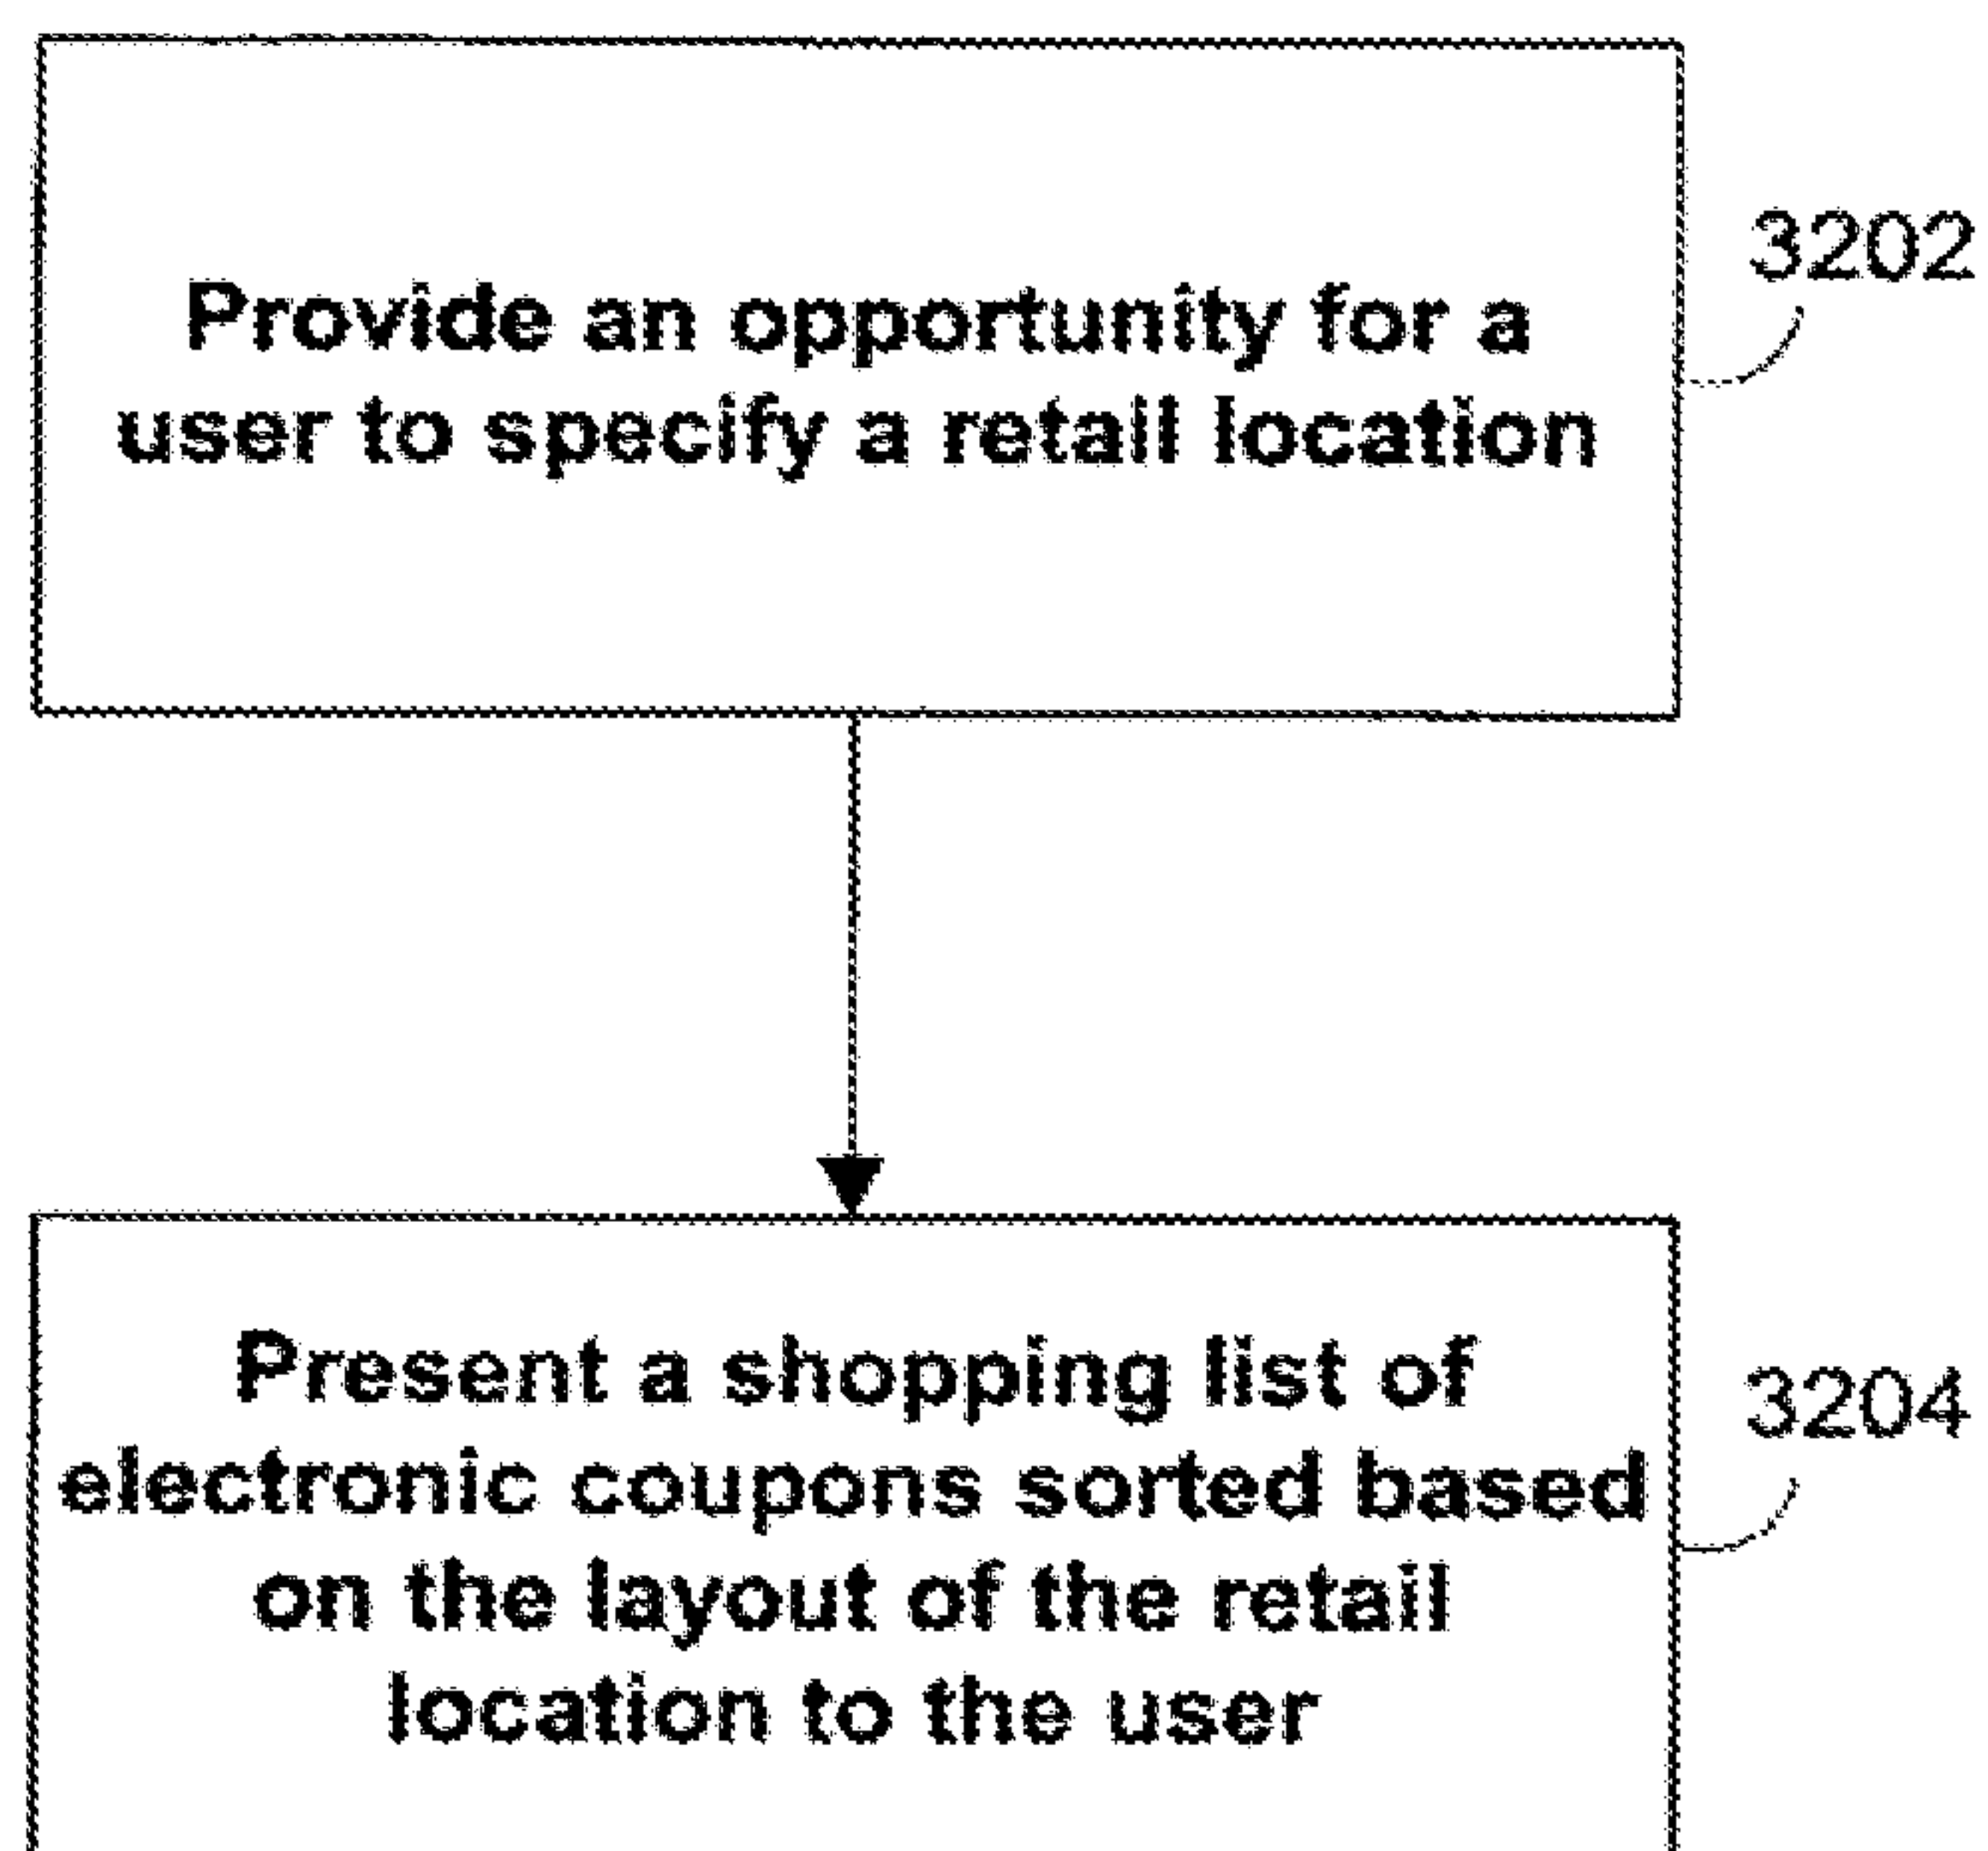 3202
Provide an opportunity for a
user to specify a retail location
Present a shopping list of
3204
electronic coupons sorted based
on the layout of the retail
location to the user